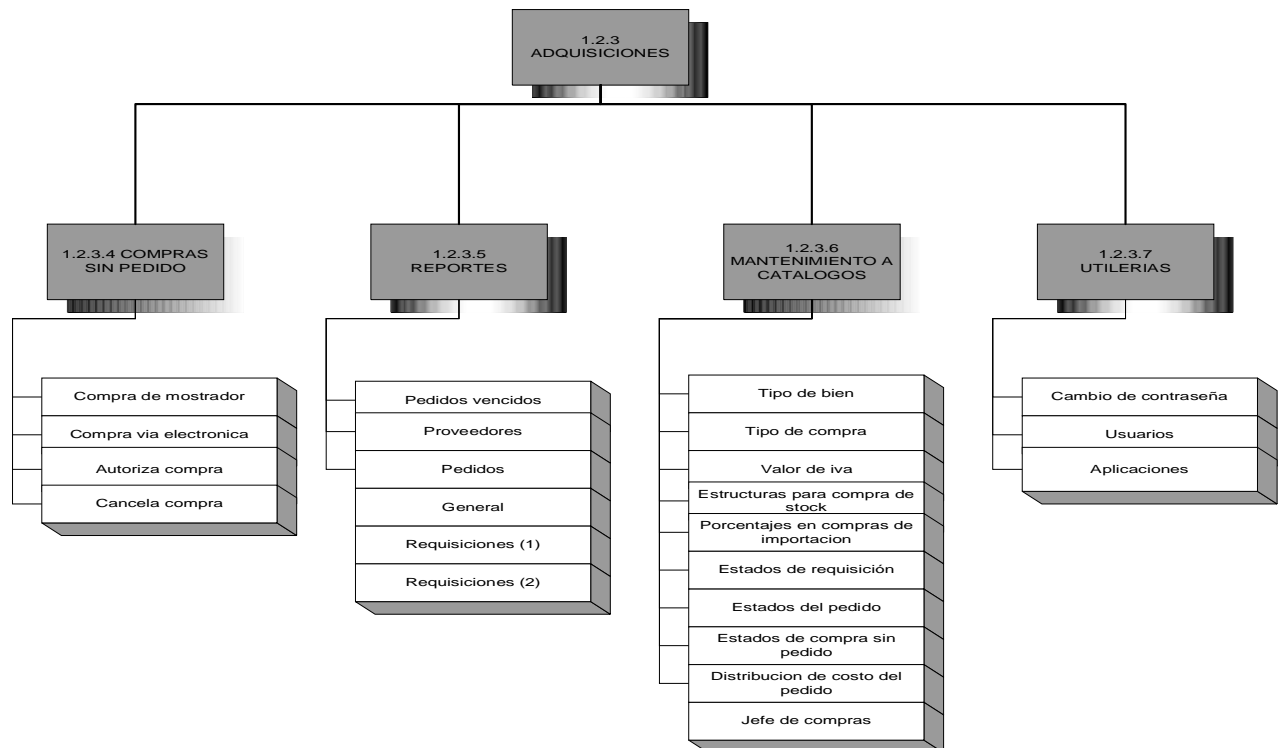 1.2.3
ADQUISICIONES
1.2.3.4 COMPRAS
SIN PEDIDO
1.2.3.5
REPORTES
1.2.3.6
MANTENIMIENTO A
CATALOGOS
1.2.3.7
UTILERIAS
Compra de mostrador
Compra via electronica
Autoriza compra
Cancela compra
Pedidos vencidos
Proveedores
Pedidos
General
Requisiciones (1)
Requisiciones (2)
Tipo de bien
Tipo de compra
Valor de iva
Estructuras para compra de
stock
Porcentajes en compras de
importacion
Estados de requisición
Estados del pedido
Estados de compra sin
pedido
Distribucion de costo del
pedido
Jefe de compras
Cambio de contraseña
Usuarios
Aplicaciones